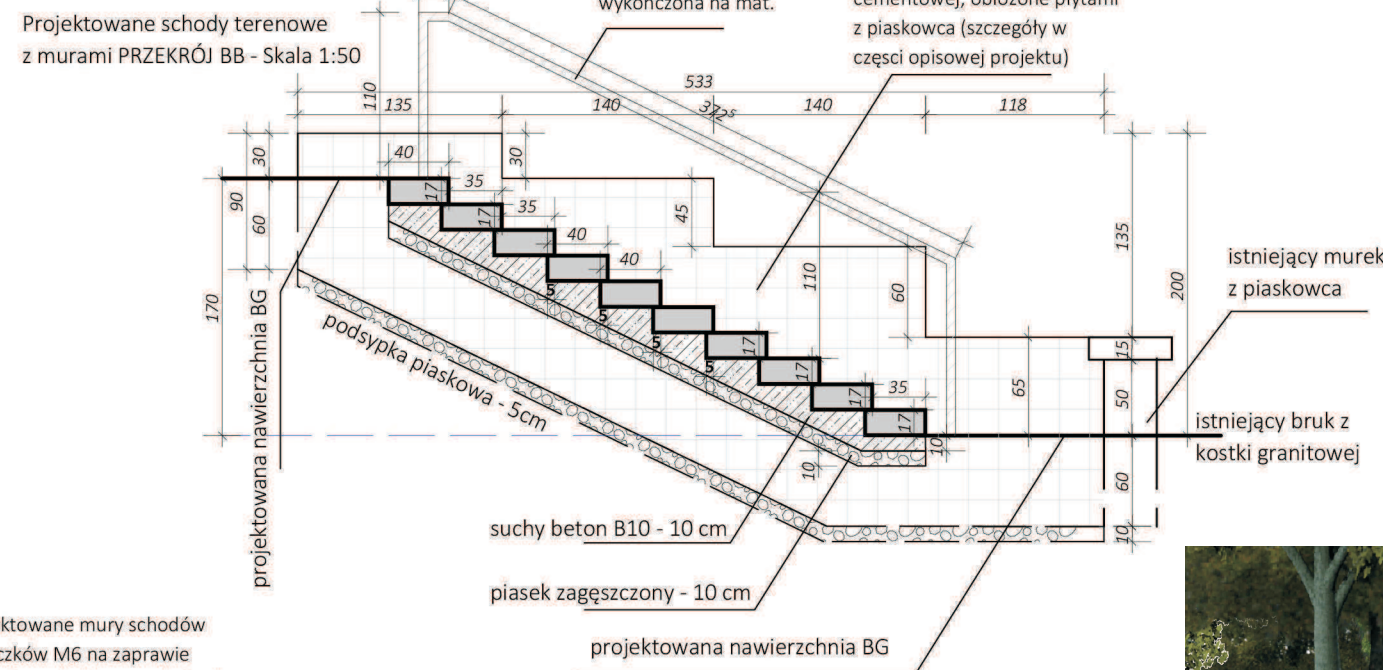 wykończona na mat.
cementowej, obłożone płytami
z piaskowca (szczegóły w
części opisowej projektu)
Projektowane schody terenowe
z murami PRZEKRÓJ BB - Skala 1:50
533
110
135
140
372⁵
140
118
30
40
30
35
17
90
60
35
17
45
40
40
135
200
170
110
60
5
5
5
5
17
17
17
35
17
15
65
50
10
10
60
10
istniejący murek
z piaskowca
istniejący bruk z
kostki granitowej
projektowana nawierzchnia BG
podsypka piaskowa - 5cm
suchy beton B10 - 10 cm
piasek zagęszczony - 10 cm
projektowana nawierzchnia BG
ktowane mury schodów
czków M6 na zaprawie